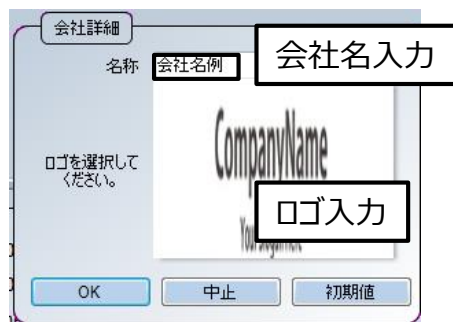 会社詳細
名称
会社名例
会社名入力
CompanyName
ロゴを選択して
ください。
ロゴ入力
OK
中止
初期値